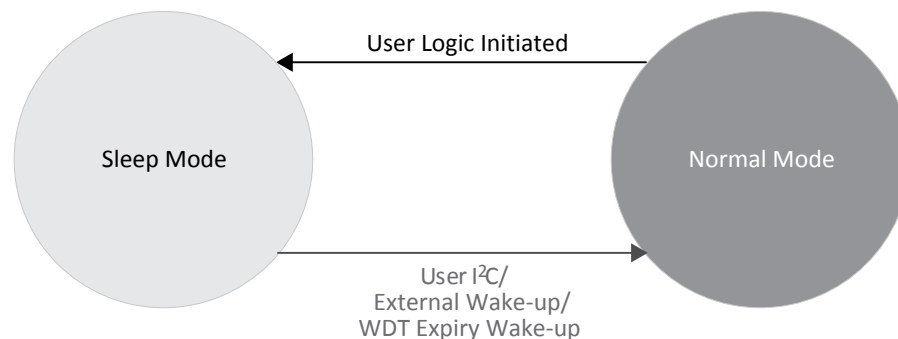 User Logic Initiated
Sleep Mode
Normal Mode
User I²C/
External Wake-up/
WDT Expiry Wake-up